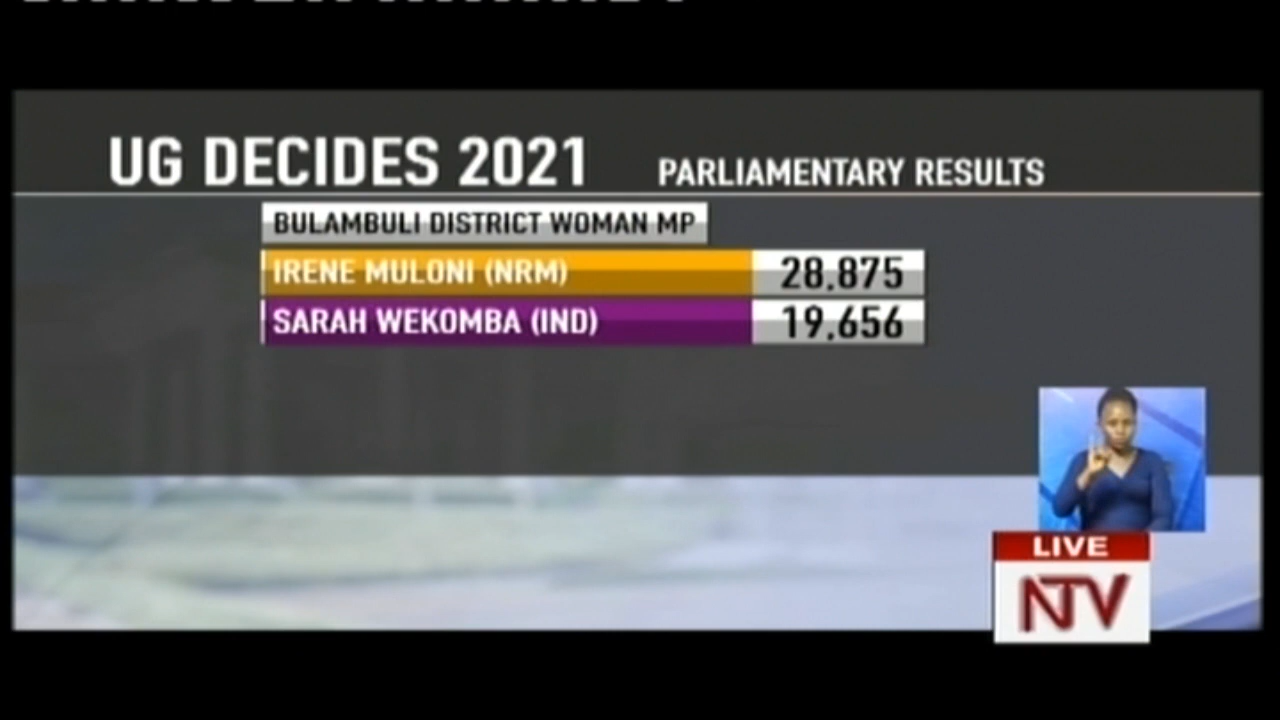 UG DECIDES 2021 PARLIAMENTARY RESULTS
BULAMBULI DISTRICT WOMAN MP
IRENE MULONI (NRM) 28,875
SARAH WEKOMBA (IND) 19,656
LIVE
NTV